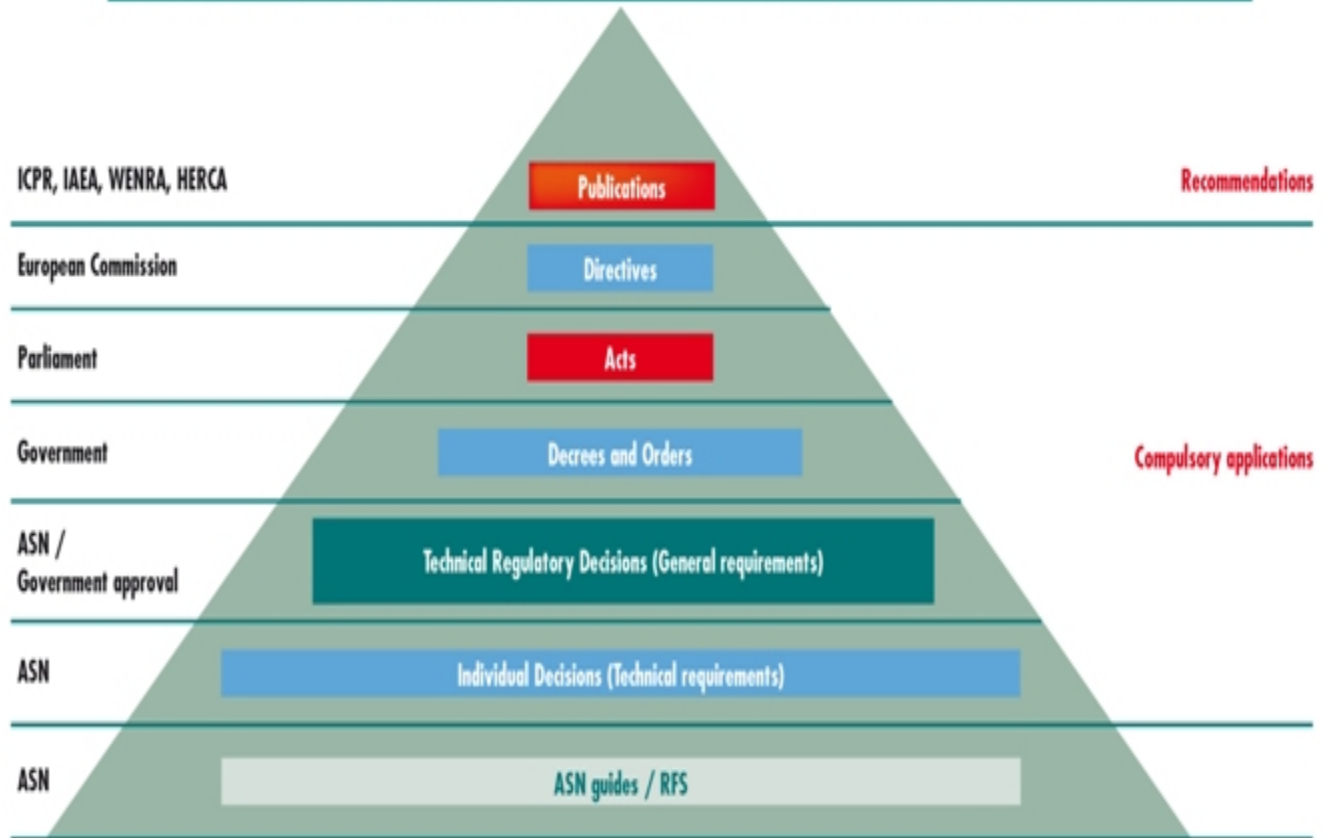 ICPR, IAEA, WENRA, HERCA
Publications
Recommendations
European Commission
Directives
Parliament
Acts
Government
Decrees and Orders
Compulsory applications
ASN /
Government approval
Technical Regulatory Decisions (General requirements)
ASN
Individual Decisions (Technical requirements)
ASN
ASN guides / RFS